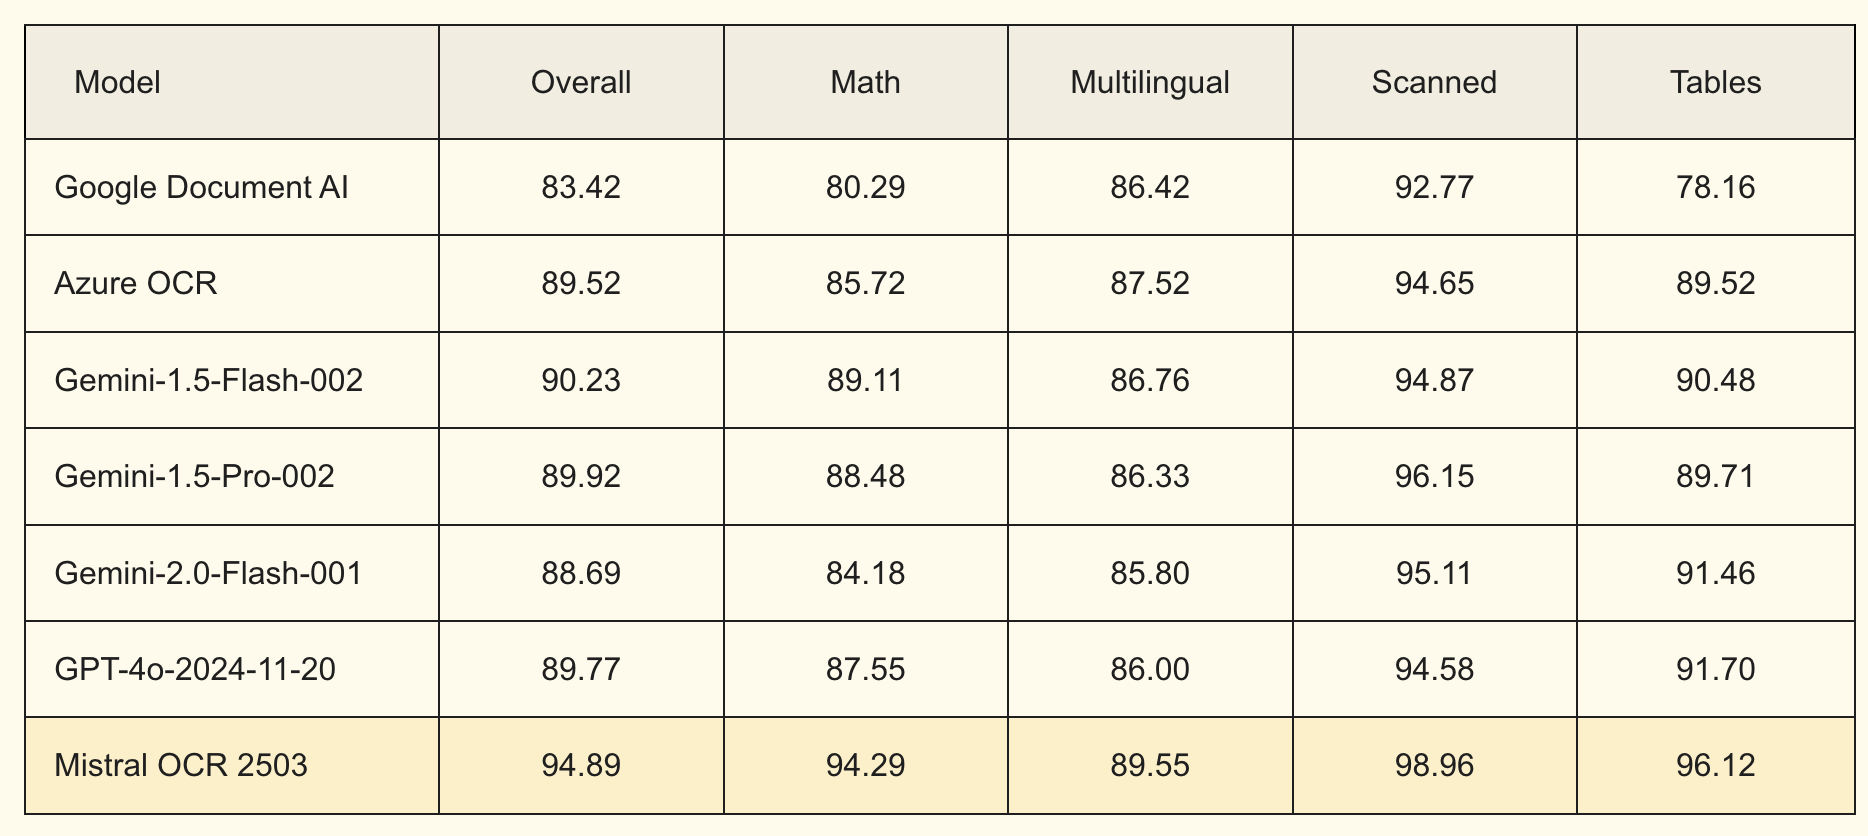 Model Overall Math Multilingual Scanned Tables
Google Document AI 83.42 80.29 86.42 92.77 78.16
Azure OCR 89.52 85.72 87.52 94.65 89.52
Gemini-1.5-Flash-002 90.23 89.11 86.76 94.87 90.48
Gemini-1.5-Pro-002 89.92 88.48 86.33 96.15 89.71
Gemini-2.0-Flash-001 88.69 84.18 85.80 95.11 91.46
GPT-4o-2024-11-20 89.77 87.55 86.00 94.58 91.70
Mistral OCR 2503 94.89 94.29 89.55 98.96 96.12